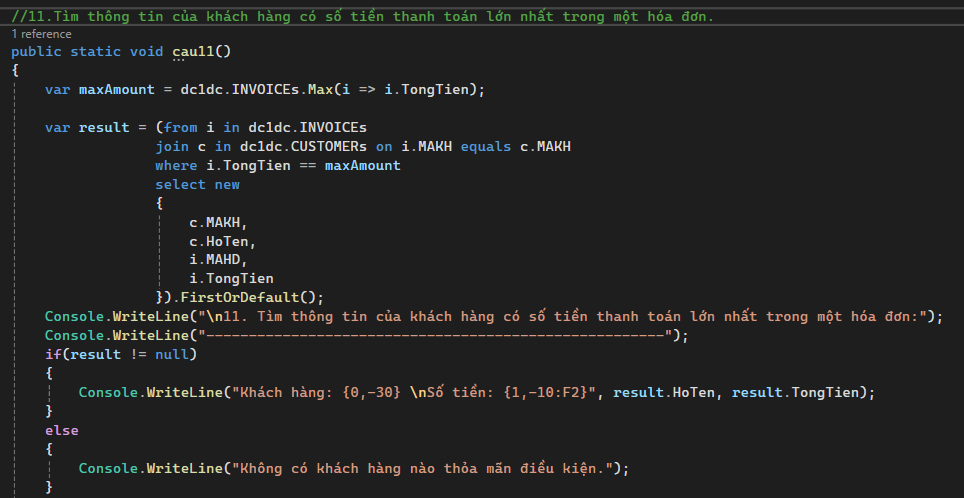 //11.Tìm thông tin của khách hàng có số tiền thanh toán lớn nhất trong một hóa đơn.
1 reference
public static void cau11()
{
var maxAmount = dc1dc.INVOICEs.Max(i => i.TongTien);
var result = (from i in dc1dc.INVOICEs
join c in dc1dc.CUSTOMERs on i.MAKH equals c.MAKH
where i.TongTien == maxAmount
select new
{
c.MAKH,
c.HoTen,
i.MAHD,
i.TongTien
}).FirstOrDefault();
Console.WriteLine("\n11. Tìm thông tin của khách hàng có số tiền thanh toán lớn nhất trong một hóa đơn:");
Console.WriteLine("------------------------------------------------------");
if(result != null)
{
Console.WriteLine("Khách hàng: {0,-30} \nSố tiền: {1,-10:F2}", result.HoTen, result.TongTien);
}
else
{
Console.WriteLine("Không có khách hàng nào thỏa mãn điều kiện.");
}